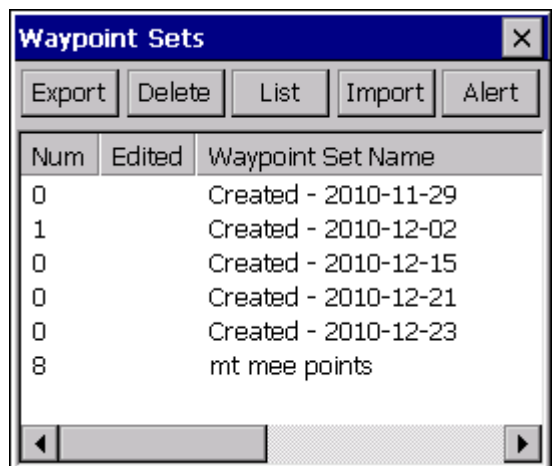 Waypoint Sets
Export Delete List Import Alert
Num Edited Waypoint Set Name
0 Created - 2010-11-29
1 Created - 2010-12-02
0 Created - 2010-12-15
0 Created - 2010-12-21
0 Created - 2010-12-23
8 mt mee points